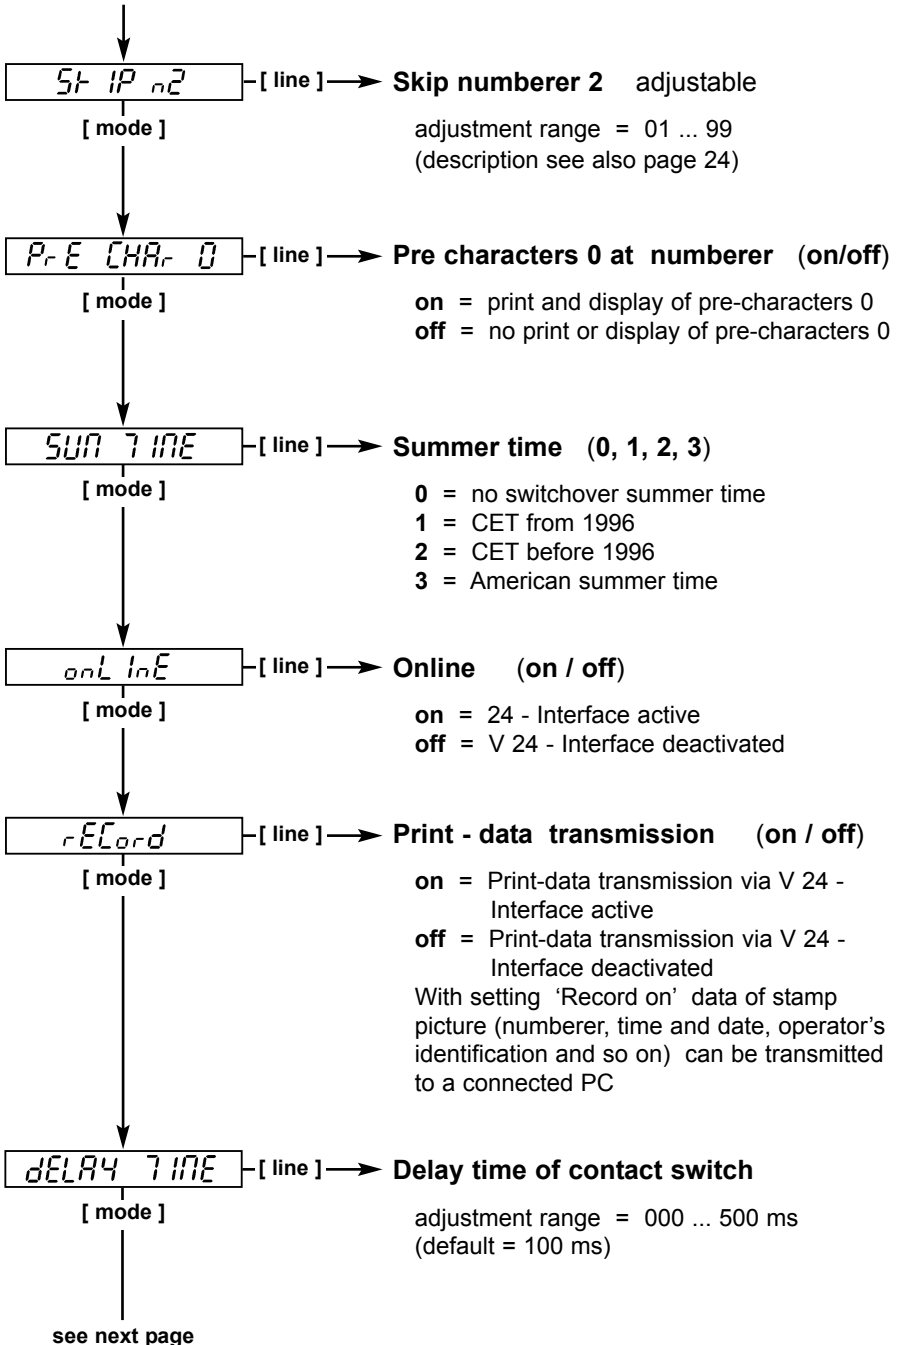 SKIP n2 [ line ] Skip numberer 2 adjustable
[ mode ]
adjustment range = 01 ... 99
(description see also page 24)
PrE CHAr 0 [ line ] Pre characters 0 at numberer (on/off)
[ mode ]
on = print and display of pre-characters 0
off = no print or display of pre-characters 0
SUM TIME [ line ] Summer time (0, 1, 2, 3)
[ mode ]
0 = no switchover summer time
1 = CET from 1996
2 = CET before 1996
3 = American summer time
onLInE [ line ] Online (on / off)
[ mode ]
on = 24 - Interface active
off = V 24 - Interface deactivated
rECord [ line ] Print - data transmission (on / off)
[ mode ]
on = Print-data transmission via V 24 -
Interface active
off = Print-data transmission via V 24 -
Interface deactivated
With setting ‘Record on’ data of stamp
picture (numberer, time and date, operator’s
identification and so on) can be transmitted
to a connected PC
dELAY TIME [ line ] Delay time of contact switch
[ mode ]
adjustment range = 000 ... 500 ms
(default = 100 ms)
see next page